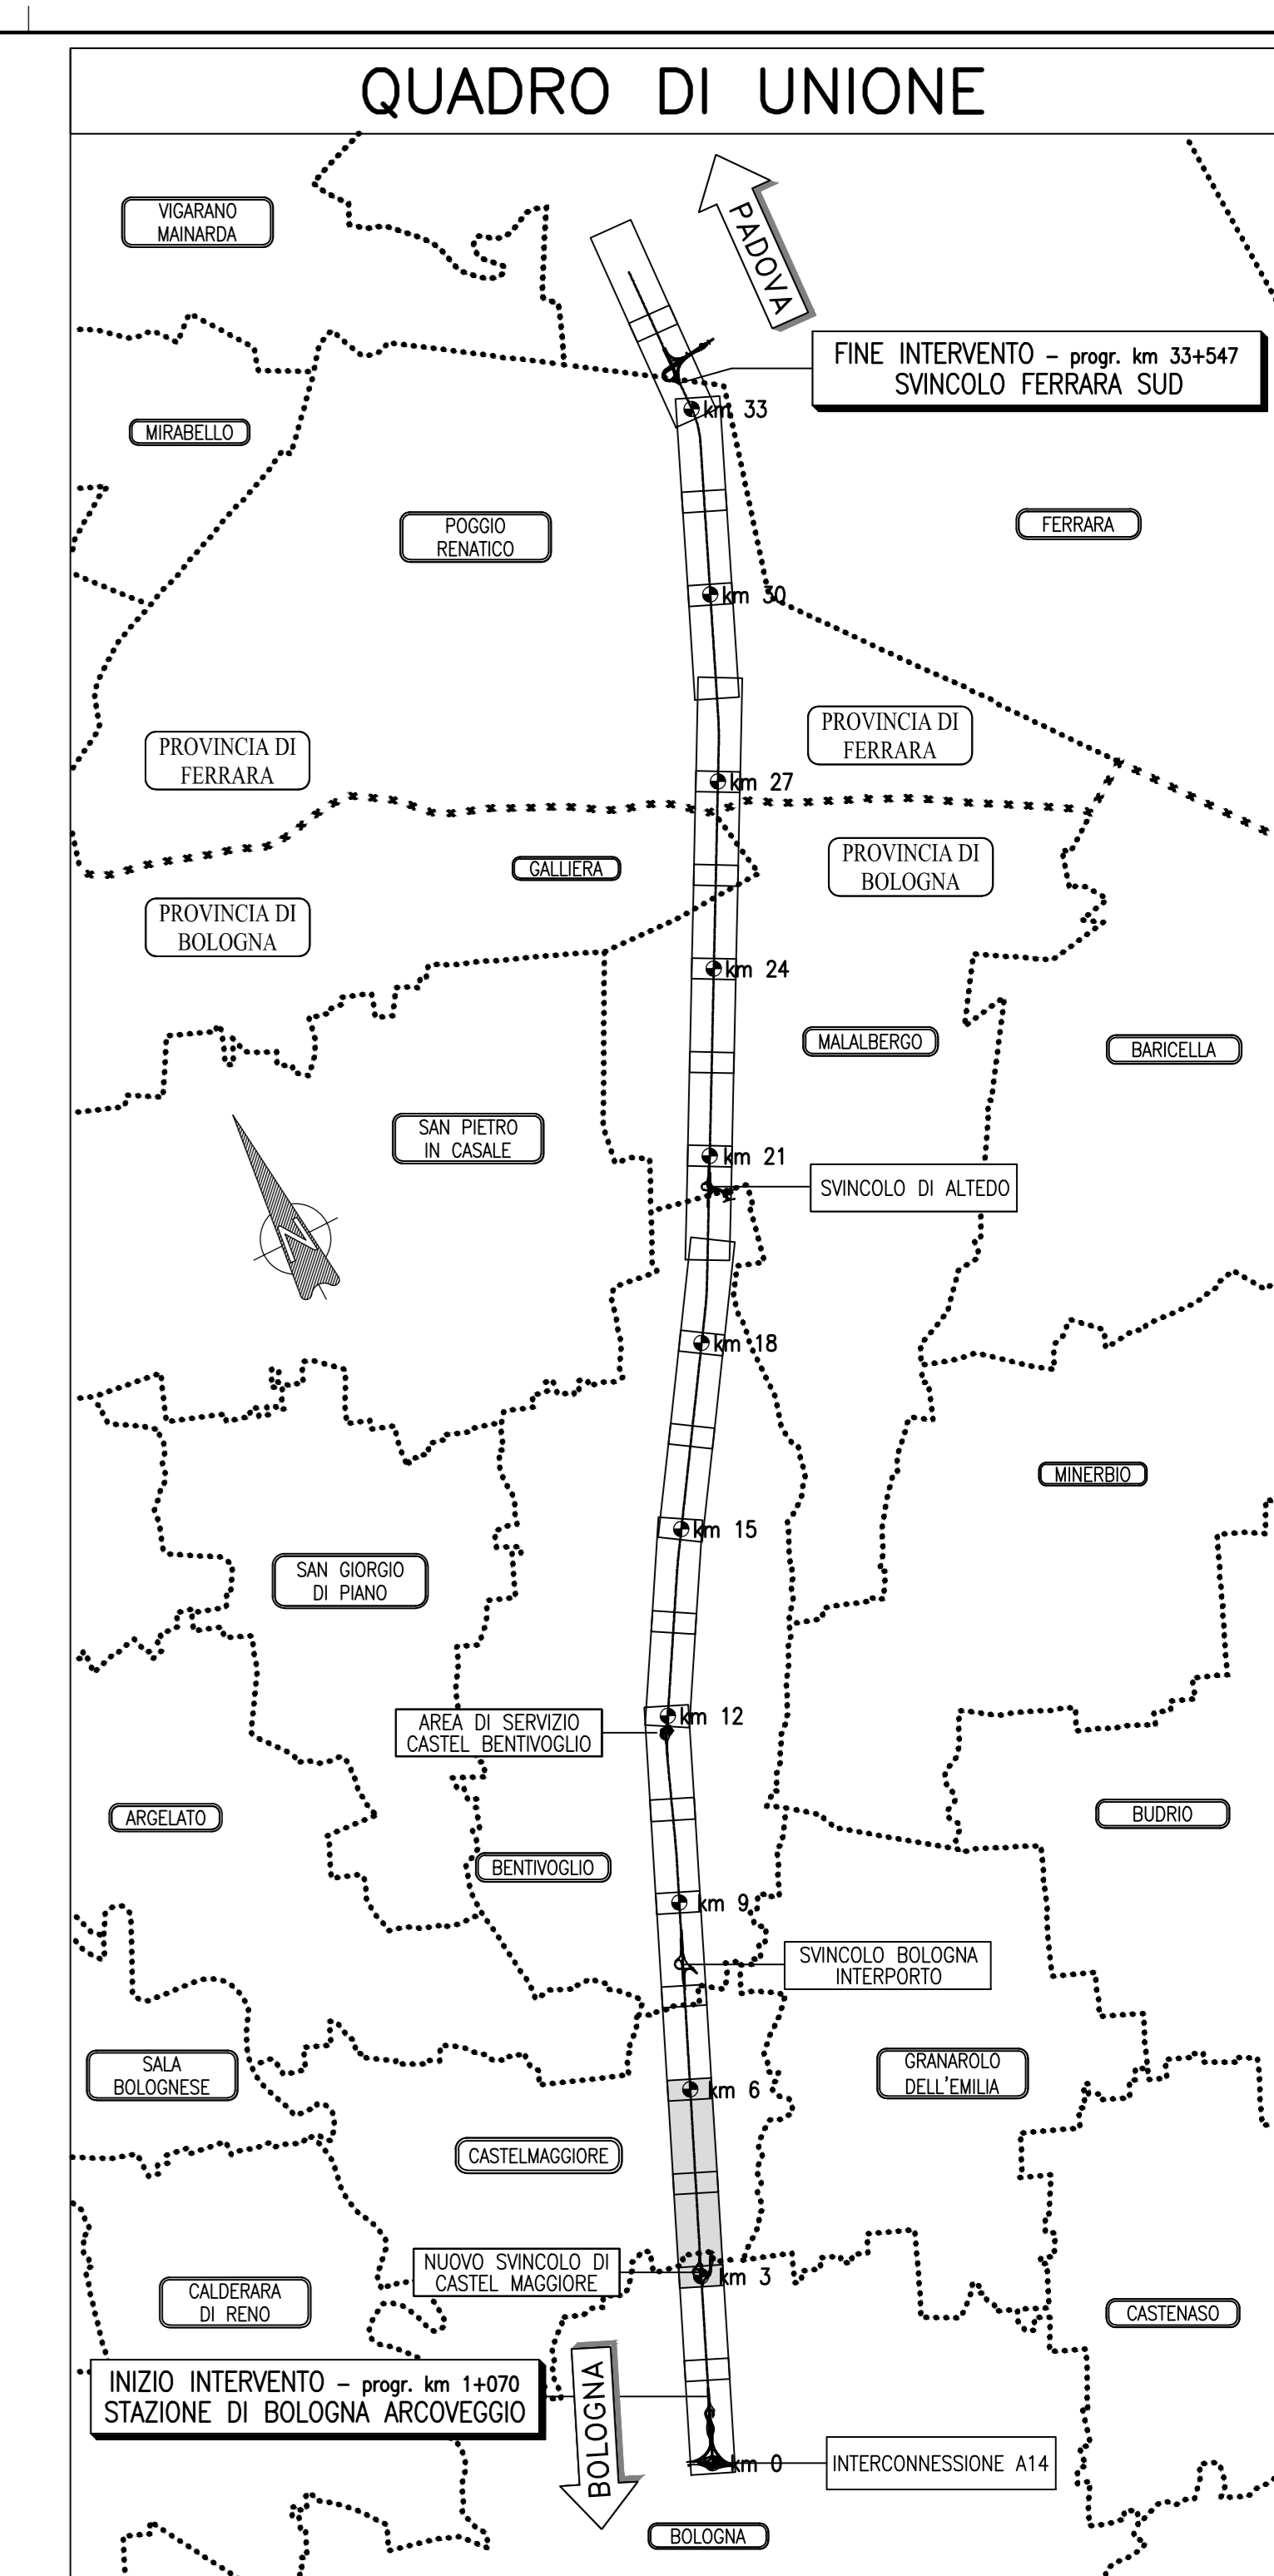 QUADRO DI UNIONE
VIGARANO
MAINARDA
PADOVA
FINE INTERVENTO – progr. km 33+547
SVINCOLO FERRARA SUD
km 33
MIRABELLO
POGGIO
RENATICO
FERRARA
km 30
PROVINCIA DI
FERRARA
PROVINCIA DI
FERRARA
km 27
GALLIERA
PROVINCIA DI
BOLOGNA
PROVINCIA DI
BOLOGNA
km 24
MALALBERGO
BARICELLA
SAN PIETRO
IN CASALE
km 21
SVINCOLO DI ALTEDO
N
km 18
MINERBIO
km 15
SAN GIORGIO
DI PIANO
km 12
AREA DI SERVIZIO
CASTEL BENTIVOGLIO
ARGELATO
BUDRIO
BENTIVOGLIO
km 9
SVINCOLO BOLOGNA
INTERPORTO
SALA
BOLOGNESE
GRANAROLO
DELL'EMILIA
km 6
CASTELMAGGIORE
NUOVO SVINCOLO DI
CASTEL MAGGIORE
km 3
CALDERARA
DI RENO
CASTENASO
INIZIO INTERVENTO – progr. km 1+070
STAZIONE DI BOLOGNA ARCOVEGGIO
BOLOGNA
km 0
INTERCONNESSIONE A14
BOLOGNA